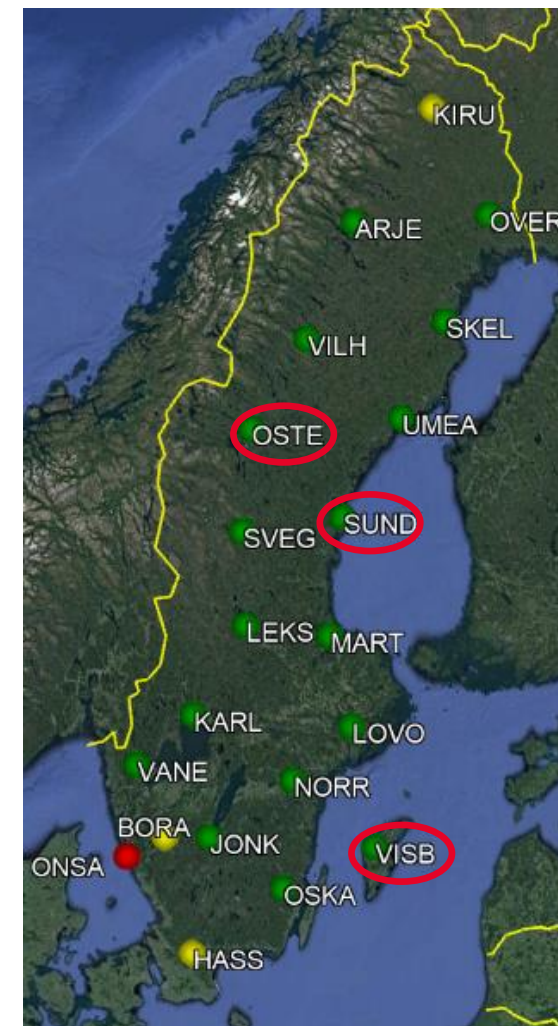 KIRU
ARJE
OVER
SKEL
VILH
UMEA
OSTE
SUND
SVEG
LEKS
MART
KARL
LOVO
VANE
NORR
BORA
JONK
VISB
ONSA
OSKA
HASS